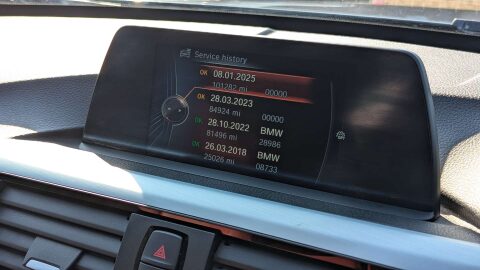 Service history
OK 08.01.2025
101282 mi 00000
OK 28.03.2023
84924 mi 00000
OK 28.10.2022 BMW
81496 mi 28986
OK 26.03.2018 BMW
25026 mi 08733